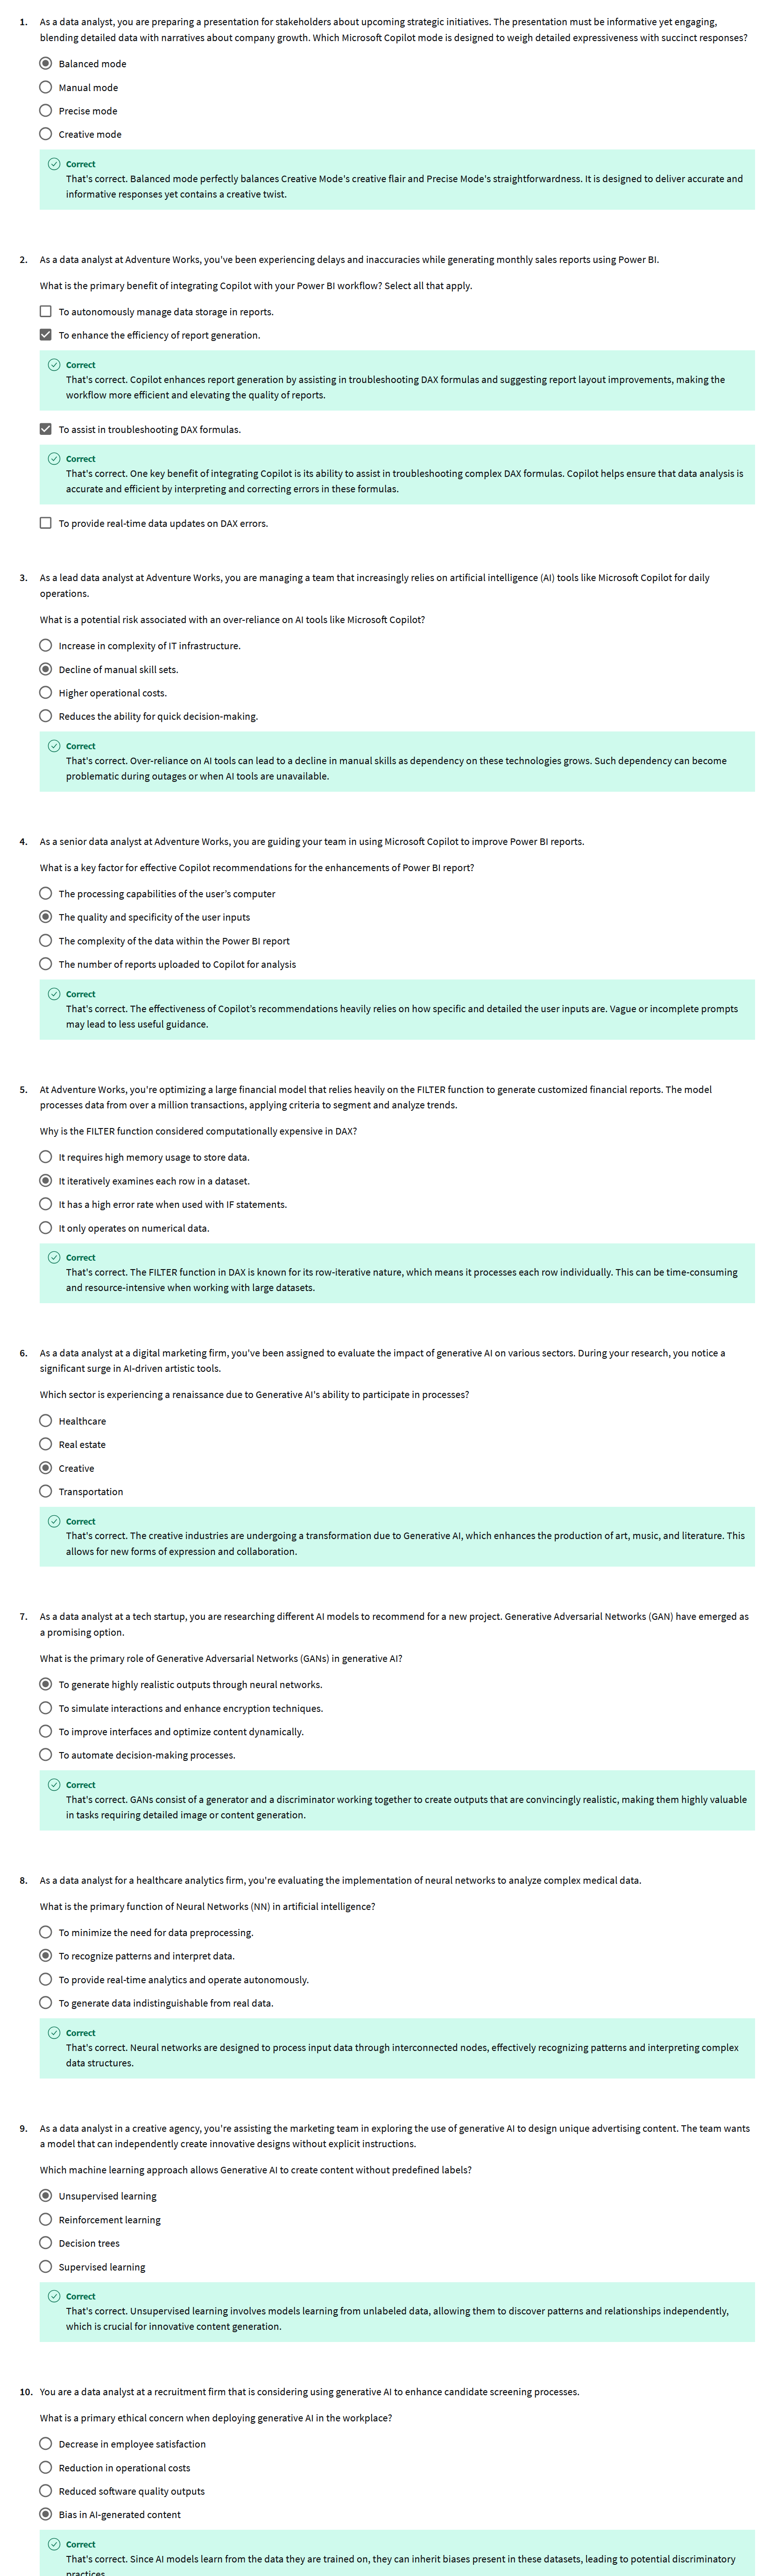 1. As a data analyst, you are preparing a presentation for stakeholders about upcoming strategic initiatives. The presentation must be informative yet engaging,
blending detailed data with narratives about company growth. Which Microsoft Copilot mode is designed to weigh detailed expressiveness with succinct responses?
Balanced mode
Manual mode
Precise mode
Creative mode
Correct
That's correct. Balanced mode perfectly balances Creative Mode's creative flair and Precise Mode's straightforwardness. It is designed to deliver accurate and
informative responses yet contains a creative twist.
2. As a data analyst at Adventure Works, you've been experiencing delays and inaccuracies while generating monthly sales reports using Power BI.
What is the primary benefit of integrating Copilot with your Power BI workflow? Select all that apply.
To autonomously manage data storage in reports.
To enhance the efficiency of report generation.
Correct
That's correct. Copilot enhances report generation by assisting in troubleshooting DAX formulas and suggesting report layout improvements, making the
workflow more efficient and elevating the quality of reports.
To assist in troubleshooting DAX formulas.
Correct
That's correct. One key benefit of integrating Copilot is its ability to assist in troubleshooting complex DAX formulas. Copilot helps ensure that data analysis is
accurate and efficient by interpreting and correcting errors in these formulas.
To provide real-time data updates on DAX errors.
3. As a lead data analyst at Adventure Works, you are managing a team that increasingly relies on artificial intelligence (AI) tools like Microsoft Copilot for daily
operations.
What is a potential risk associated with an over-reliance on AI tools like Microsoft Copilot?
Increase in complexity of IT infrastructure.
Decline of manual skill sets.
Higher operational costs.
Reduces the ability for quick decision-making.
Correct
That's correct. Over-reliance on AI tools can lead to a decline in manual skills as dependency on these technologies grows. Such dependency can become
problematic during outages or when AI tools are unavailable.
4. As a senior data analyst at Adventure Works, you are guiding your team in using Microsoft Copilot to improve Power BI reports.
What is a key factor for effective Copilot recommendations for the enhancements of Power BI report?
The processing capabilities of the user's computer
The quality and specificity of the user inputs
The complexity of the data within the Power BI report
The number of reports uploaded to Copilot for analysis
Correct
That's correct. The effectiveness of Copilot's recommendations heavily relies on how specific and detailed the user inputs are. Vague or incomplete prompts
may lead to less useful guidance.
5. At Adventure Works, you're optimizing a large financial model that relies heavily on the FILTER function to generate customized financial reports. The model
processes data from over a million transactions, applying criteria to segment and analyze trends.
Why is the FILTER function considered computationally expensive in DAX?
It requires high memory usage to store data.
It iteratively examines each row in a dataset.
It has a high error rate when used with IF statements.
It only operates on numerical data.
Correct
That's correct. The FILTER function in DAX is known for its row-iterative nature, which means it processes each row individually. This can be time-consuming
and resource-intensive when working with large datasets.
6. As a data analyst at a digital marketing firm, you've been assigned to evaluate the impact of generative AI on various sectors. During your research, you notice a
significant surge in AI-driven artistic tools.
Which sector is experiencing a renaissance due to Generative AI's ability to participate in processes?
Healthcare
Real estate
Creative
Transportation
Correct
That's correct. The creative industries are undergoing a transformation due to Generative AI, which enhances the production of art, music, and literature. This
allows for new forms of expression and collaboration.
7. As a data analyst at a tech startup, you are researching different AI models to recommend for a new project. Generative Adversarial Networks (GAN) have emerged as
a promising option.
What is the primary role of Generative Adversarial Networks (GANs) in generative AI?
To generate highly realistic outputs through neural networks.
To simulate interactions and enhance encryption techniques.
To improve interfaces and optimize content dynamically.
To automate decision-making processes.
Correct
That's correct. GANs consist of a generator and a discriminator working together to create outputs that are convincingly realistic, making them highly valuable
in tasks requiring detailed image or content generation.
8. As a data analyst for a healthcare analytics firm, you're evaluating the implementation of neural networks to analyze complex medical data.
What is the primary function of Neural Networks (NN) in artificial intelligence?
To minimize the need for data preprocessing.
To recognize patterns and interpret data.
To provide real-time analytics and operate autonomously.
To generate data indistinguishable from real data.
Correct
That's correct. Neural networks are designed to process input data through interconnected nodes, effectively recognizing patterns and interpreting complex
data structures.
9. As a data analyst in a creative agency, you're assisting the marketing team in exploring the use of generative AI to design unique advertising content. The team wants
a model that can independently create innovative designs without explicit instructions.
Which machine learning approach allows Generative AI to create content without predefined labels?
Unsupervised learning
Reinforcement learning
Decision trees
Supervised learning
Correct
That's correct. Unsupervised learning involves models learning from unlabeled data, allowing them to discover patterns and relationships independently,
which is crucial for innovative content generation.
10. You are a data analyst at a recruitment firm that is considering using generative AI to enhance candidate screening processes.
What is a primary ethical concern when deploying generative AI in the workplace?
Decrease in employee satisfaction
Reduction in operational costs
Reduced software quality outputs
Bias in AI-generated content
Correct
That's correct. Since AI models learn from the data they are trained on, they can inherit biases present in these datasets, leading to potential discriminatory
practices.